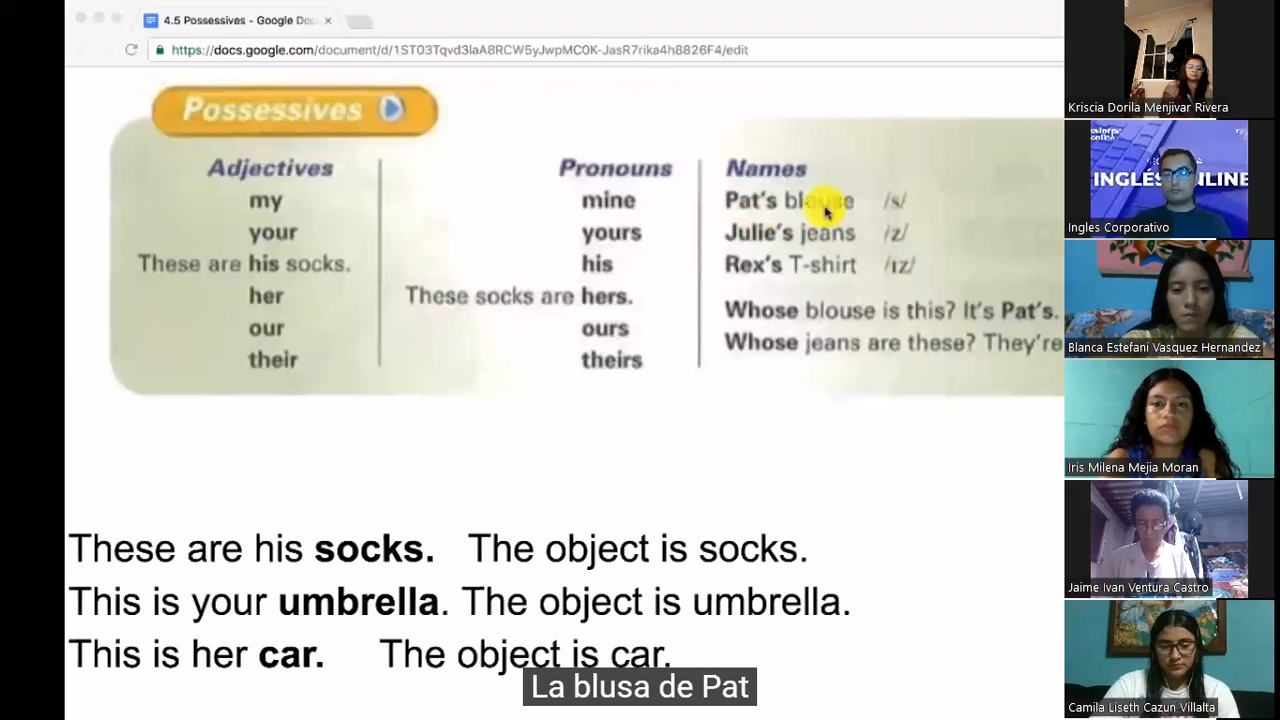 4.5 Possessives - Google Doc
https://docs.google.com/document/d/1ST03Tqvd3laA8RCW5yJwpMC0K-JasR7rika4h8826F4/edit
Possessives
Adjectives
my
your
These are his socks.
her
our
their
Pronouns
mine
yours
his
These socks are hers.
ours
theirs
Names
Pat's blouse /s/
Julie's jeans /z/
Rex's T-shirt /ɪz/
Whose blouse is this? It's Pat's.
Whose jeans are these? They're
These are his socks. The object is socks.
This is your umbrella. The object is umbrella.
This is her car. The object is car.
La blusa de Pat
Kriscia Dorila Menjivar Rivera
INGLÉS ONLINE
Ingles Corporativo
Blanca Estefani Vasquez Hernandez
Iris Milena Mejia Moran
Jaime Ivan Ventura Castro
Camila Liseth Cazun Villalta